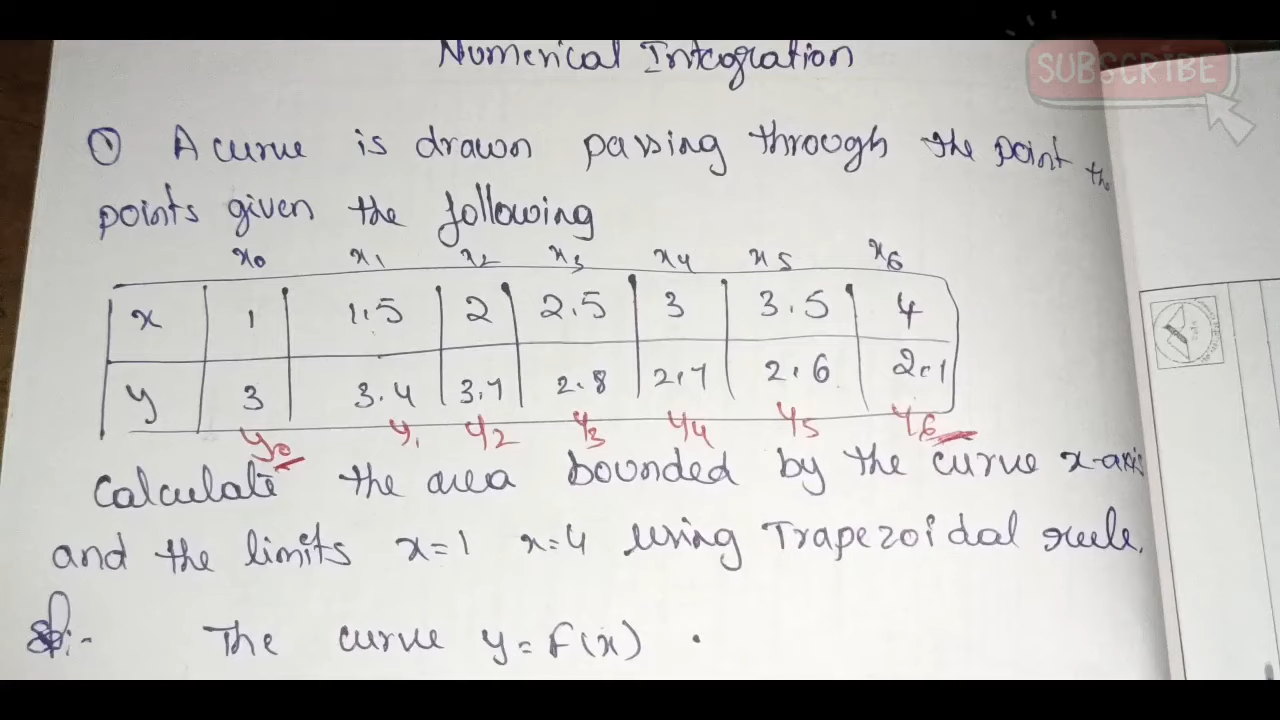 Numerical Integration
SUBSCRIBE
① A curve is drawn passing through the point the
points given the following
x0 x1 x2 x3 x4 x5 x6
x 1 1.5 2 2.5 3 3.5 4
y 3 3.4 3.7 2.8 2.7 2.6 2.1
y0 y1 y2 y3 y4 y5 y6
calculate the area bounded by the curve x-axis
and the limits x=1 x=4 using Trapezoidal rule.
Sol:- The curve y=f(x) .